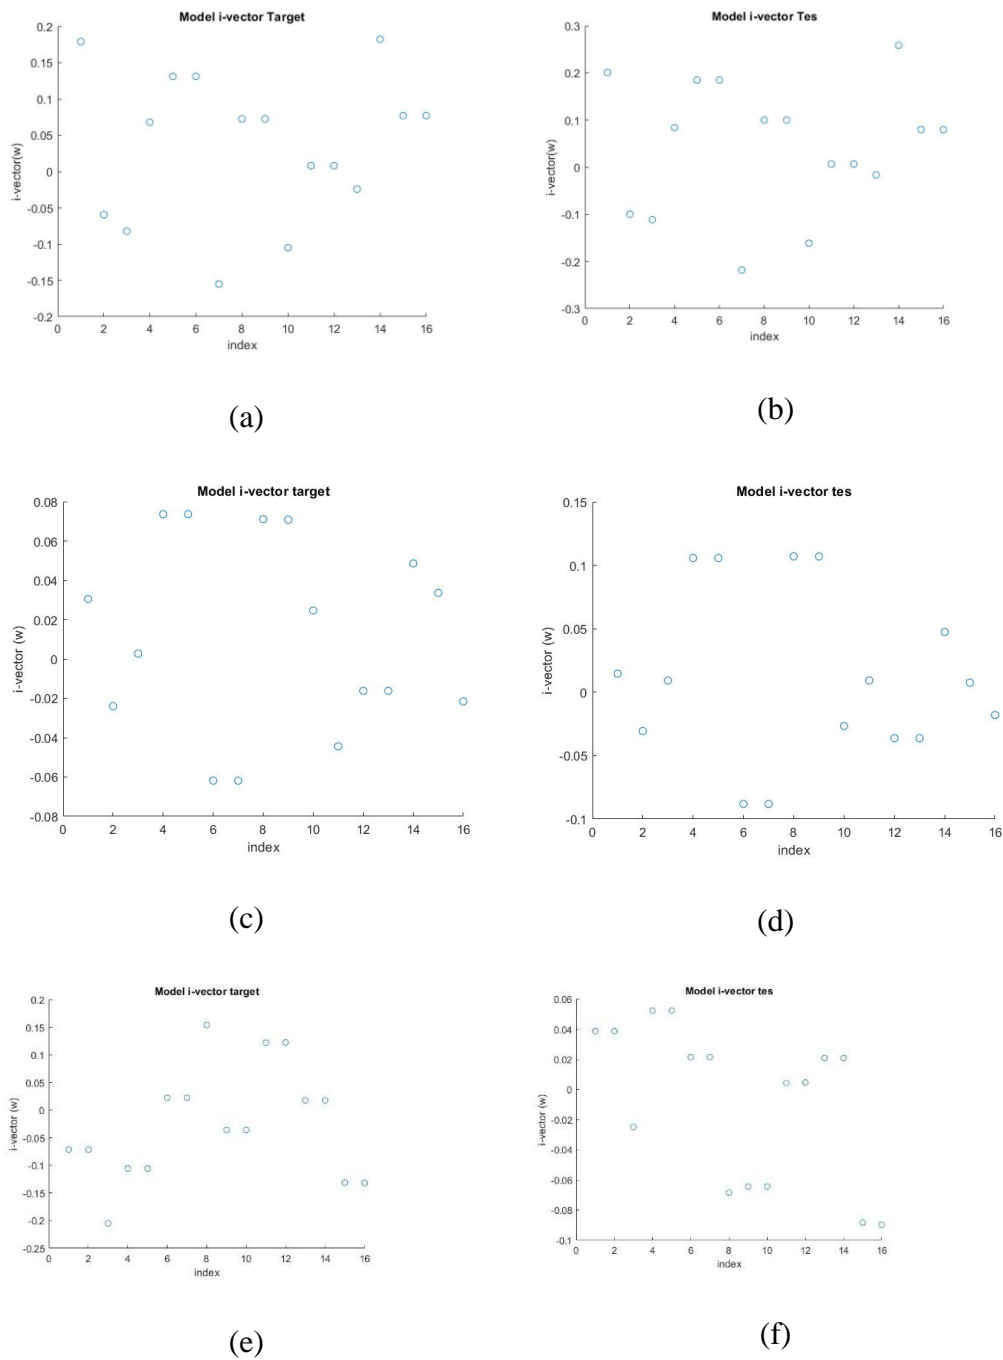 Model i-vector Target
0.2
0.15
0.1
0.05
0
-0.05
-0.1
-0.15
-0.2
i-vector(w)
0 2 4 6 8 10 12 14 16
index
(a)
Model i-vector Tes
0.3
0.2
0.1
0
-0.1
-0.2
-0.3
i-vector(w)
0 2 4 6 8 10 12 14 16
index
(b)
Model i-vector target
0.08
0.06
0.04
0.02
0
-0.02
-0.04
-0.06
-0.08
i-vector (w)
0 2 4 6 8 10 12 14 16
index
(c)
Model i-vector tes
0.15
0.1
0.05
0
-0.05
-0.1
i-vector (w)
0 2 4 6 8 10 12 14 16
index
(d)
Model i-vector target
0.2
0.15
0.1
0.05
0
-0.05
-0.1
-0.15
-0.2
-0.25
i-vector (w)
0 2 4 6 8 10 12 14 16
index
(e)
Model i-vector tes
0.06
0.04
0.02
0
-0.02
-0.04
-0.06
-0.08
-0.1
i-vector (w)
0 2 4 6 8 10 12 14 16
index
(f)